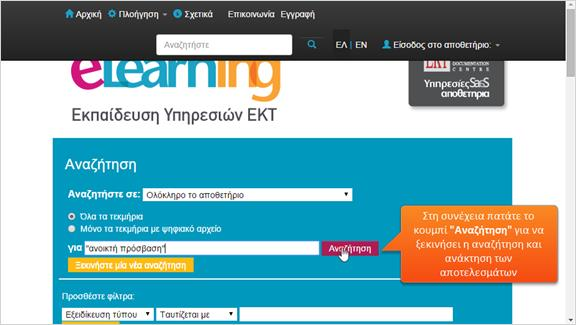 Αρχική Πλοήγηση Σχετικά Επικοινωνία Εγγραφή
Αναζητήστε ΕΛ | EN Είσοδος στο αποθετήριο:
eLearning
Εκπαίδευση Υπηρεσιών ΕΚΤ
EKT DOCUMENTATION
CENTRE
Υπηρεσίες SaaS
αποθετηρια
Αναζήτηση
Αναζητήστε σε: Ολόκληρο το αποθετήριο
Όλα τα τεκμήρια
Μόνο τα τεκμήρια με ψηφιακό αρχείο
για "ανοικτή πρόσβαση" Αναζήτηση
Ξεκινήστε μία νέα αναζήτηση
Προσθέστε φίλτρα:
Εξειδίκευση τύπου Ταυτίζεται με
Στη συνέχεια πατάτε το
κουμπί "Αναζήτηση" για να
ξεκινήσει η αναζήτηση και
ανάκτηση των
αποτελεσμάτων